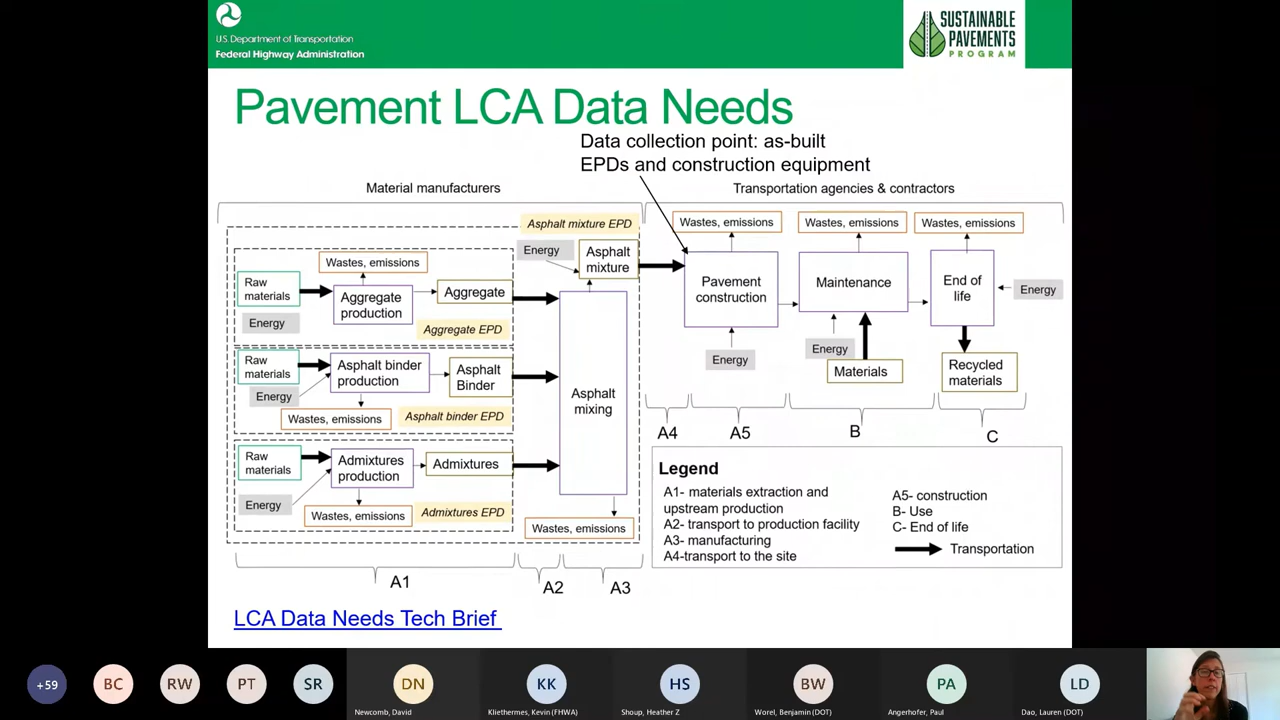 U.S. Department of Transportation
Federal Highway Administration
SUSTAINABLE
PAVEMENTS
PROGRAM
Pavement LCA Data Needs
Data collection point: as-built
EPDs and construction equipment
Material manufacturers
Transportation agencies & contractors
Asphalt mixture EPD
Energy
Asphalt
mixture
Wastes, emissions
Raw
materials
Energy
Aggregate
production
Aggregate
Aggregate EPD
Raw
materials
Energy
Asphalt binder
production
Asphalt
Binder
Wastes, emissions
Asphalt binder EPD
Raw
materials
Energy
Admixtures
production
Admixtures
Wastes, emissions
Admixtures EPD
Asphalt
mixing
Wastes, emissions
Wastes, emissions
Wastes, emissions
Wastes, emissions
Pavement
construction
Maintenance
End of
life
Energy
Energy
Energy
Materials
Recycled
materials
A4
A5
B
C
A1
A2
A3
Legend
A1- materials extraction and
upstream production
A2- transport to production facility
A3- manufacturing
A4-transport to the site
A5- construction
B- Use
C- End of life
Transportation
LCA Data Needs Tech Brief
+59
BC
RW
PT
SR
DN
Newcomb, David
KK
Kliethermes, Kevin (FHWA)
HS
Shoup, Heather Z
BW
Worel, Benjamin (DOT)
PA
Angerhofer, Paul
LD
Dao, Lauren (DOT)